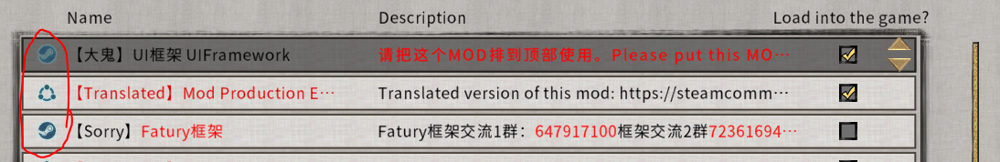 Name Description Load into the game?
【大鬼】UI框架 UIFramework 请把这个MOD排到顶部使用。Please put this MO…
【Translated】Mod Production E… Translated version of this mod: https://steamcomm…
【Sorry】Fatury框架 Fatury框架交流1群：647917100框架交流2群72361694…